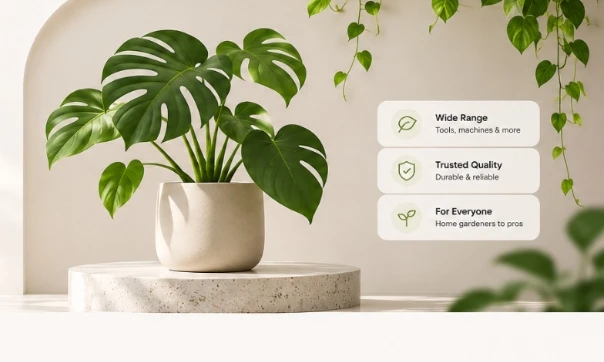 Wide Range
Tools, machines & more
Trusted Quality
Durable & reliable
For Everyone
Home gardeners to pros